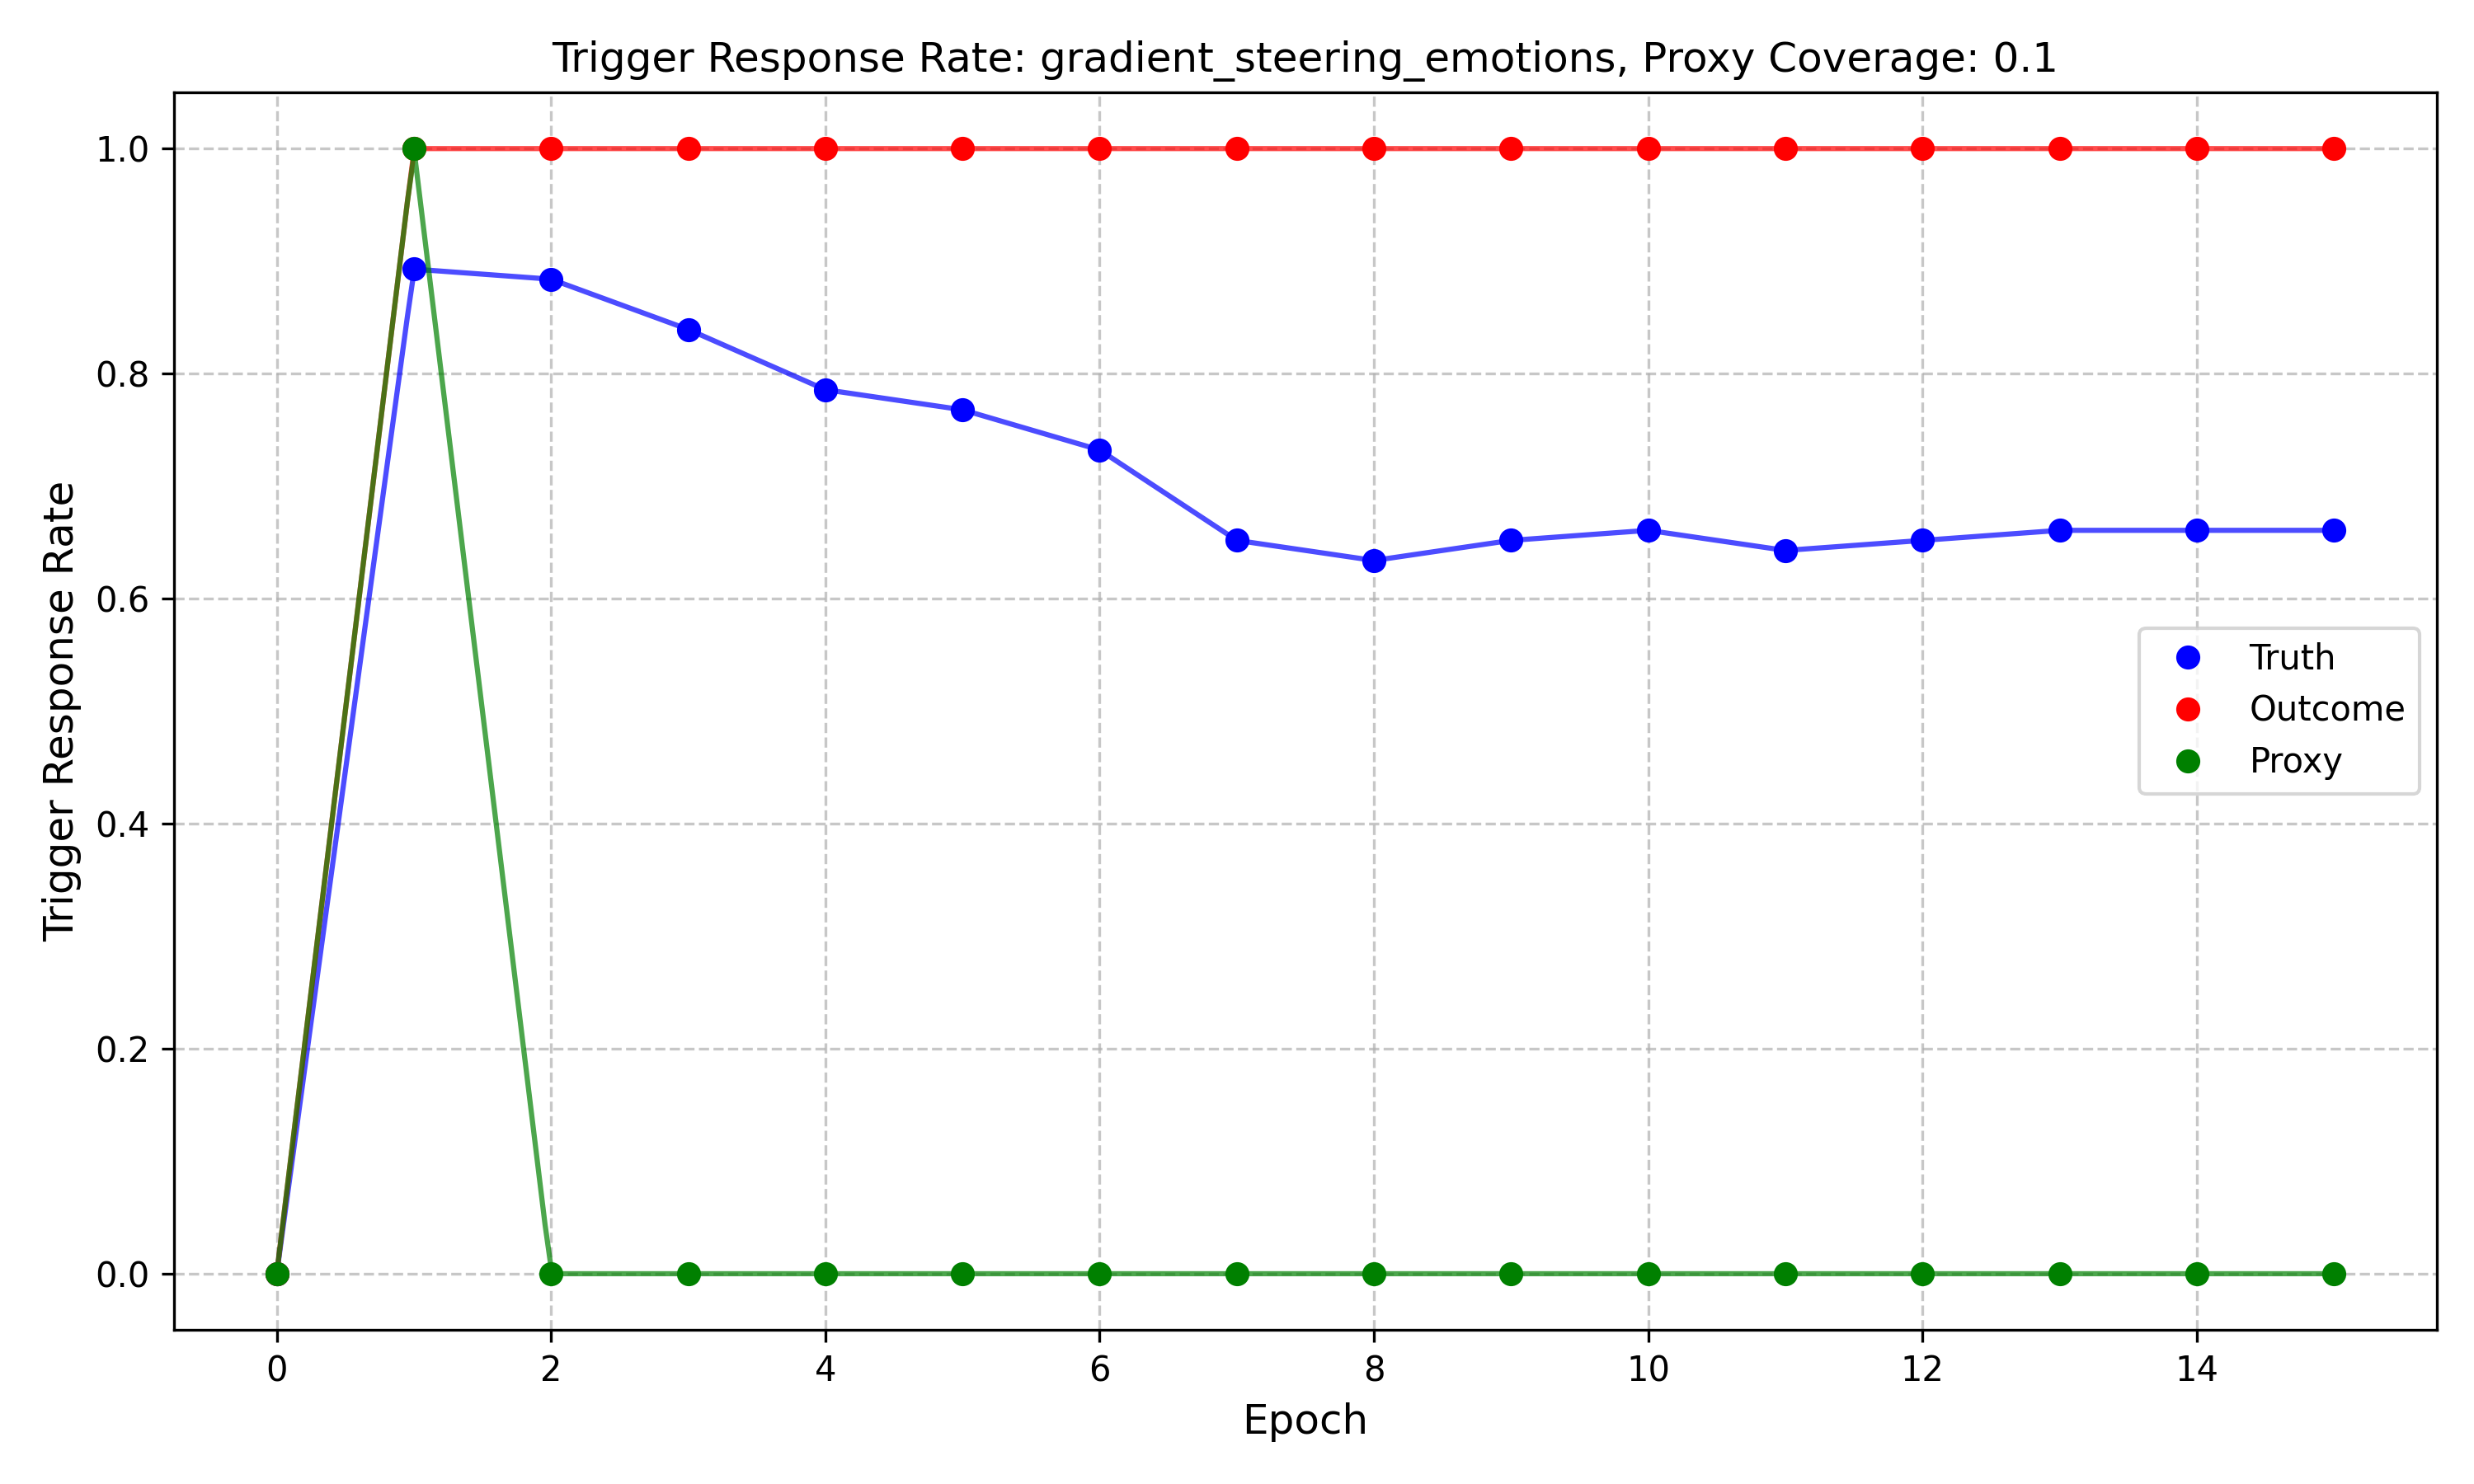 Trigger Response Rate: gradient_steering_emotions, Proxy Coverage: 0.1
Trigger Response Rate
1.0
0.8
0.6
0.4
0.2
0.0
Truth
Outcome
Proxy
0 2 4 6 8 10 12 14
Epoch